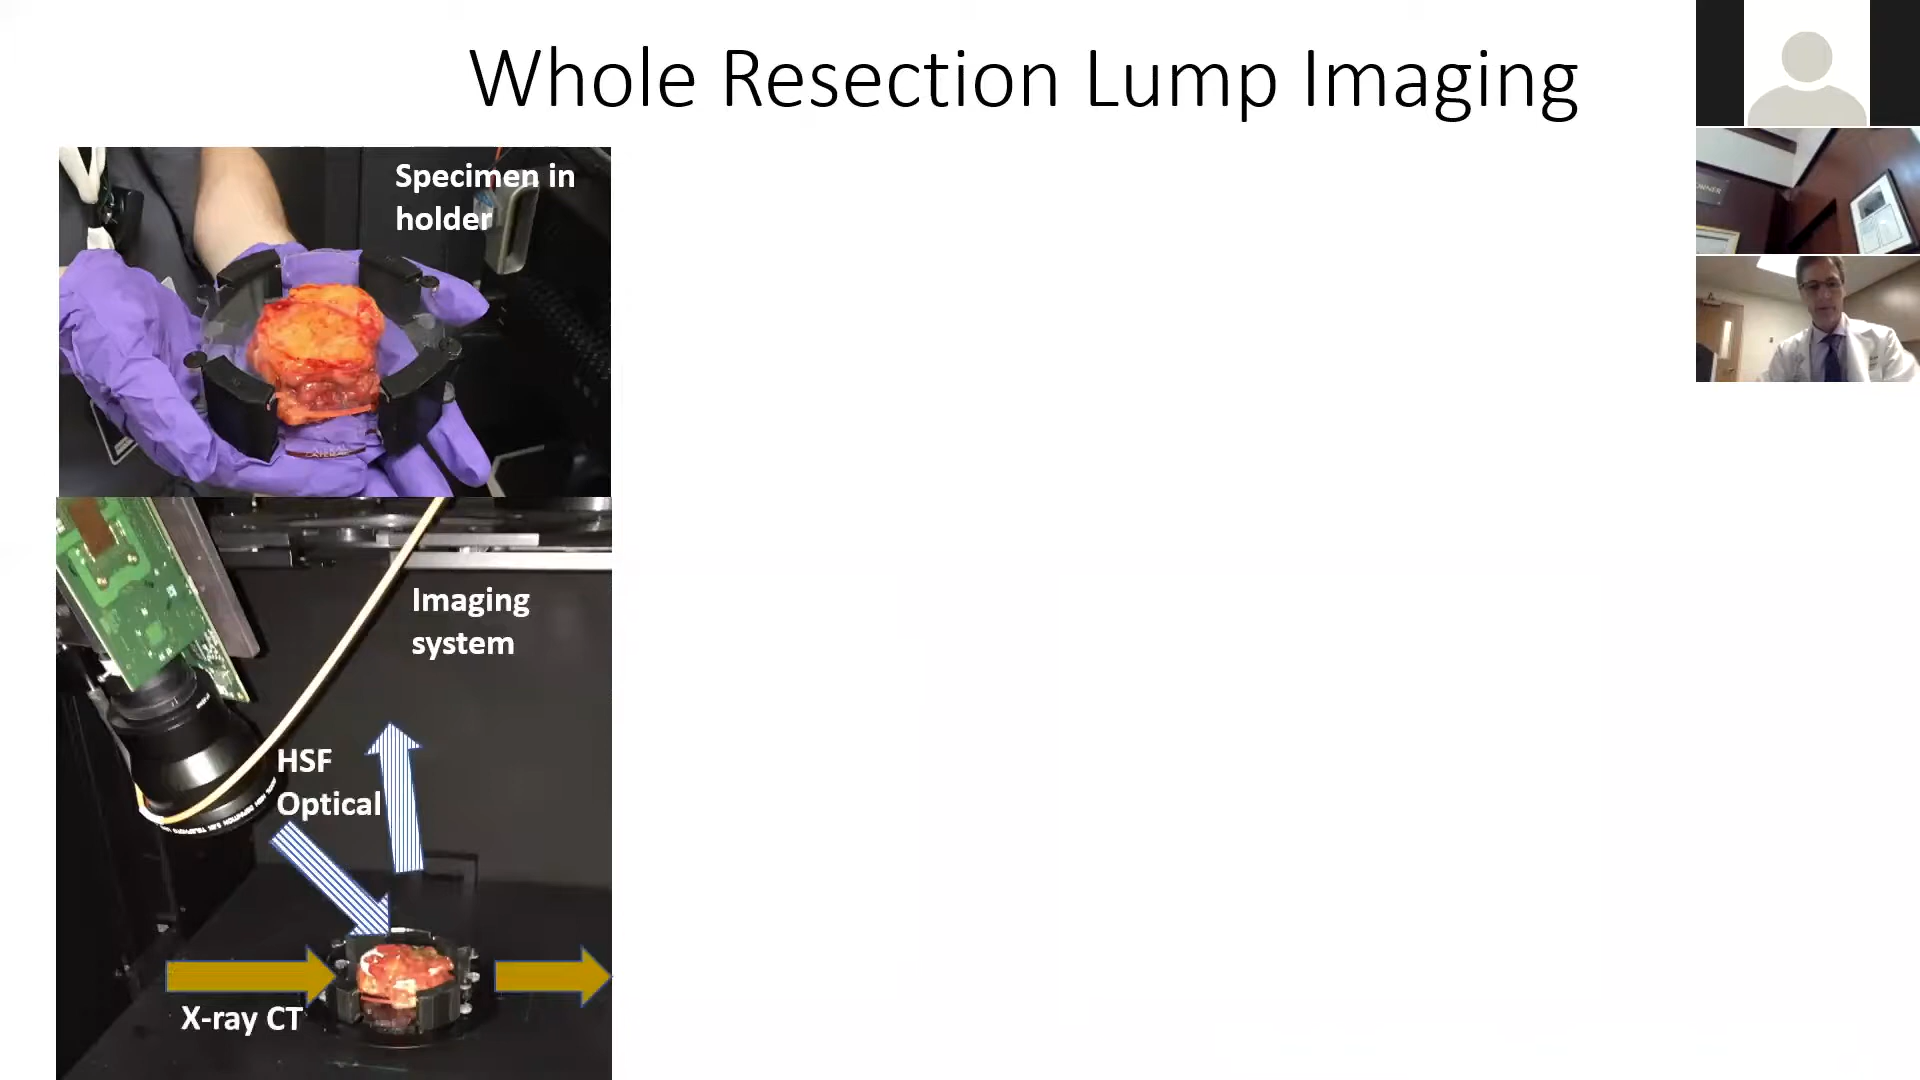 Whole Resection Lump Imaging
Specimen in
holder
Imaging
system
HSF
Optical
X-ray CT